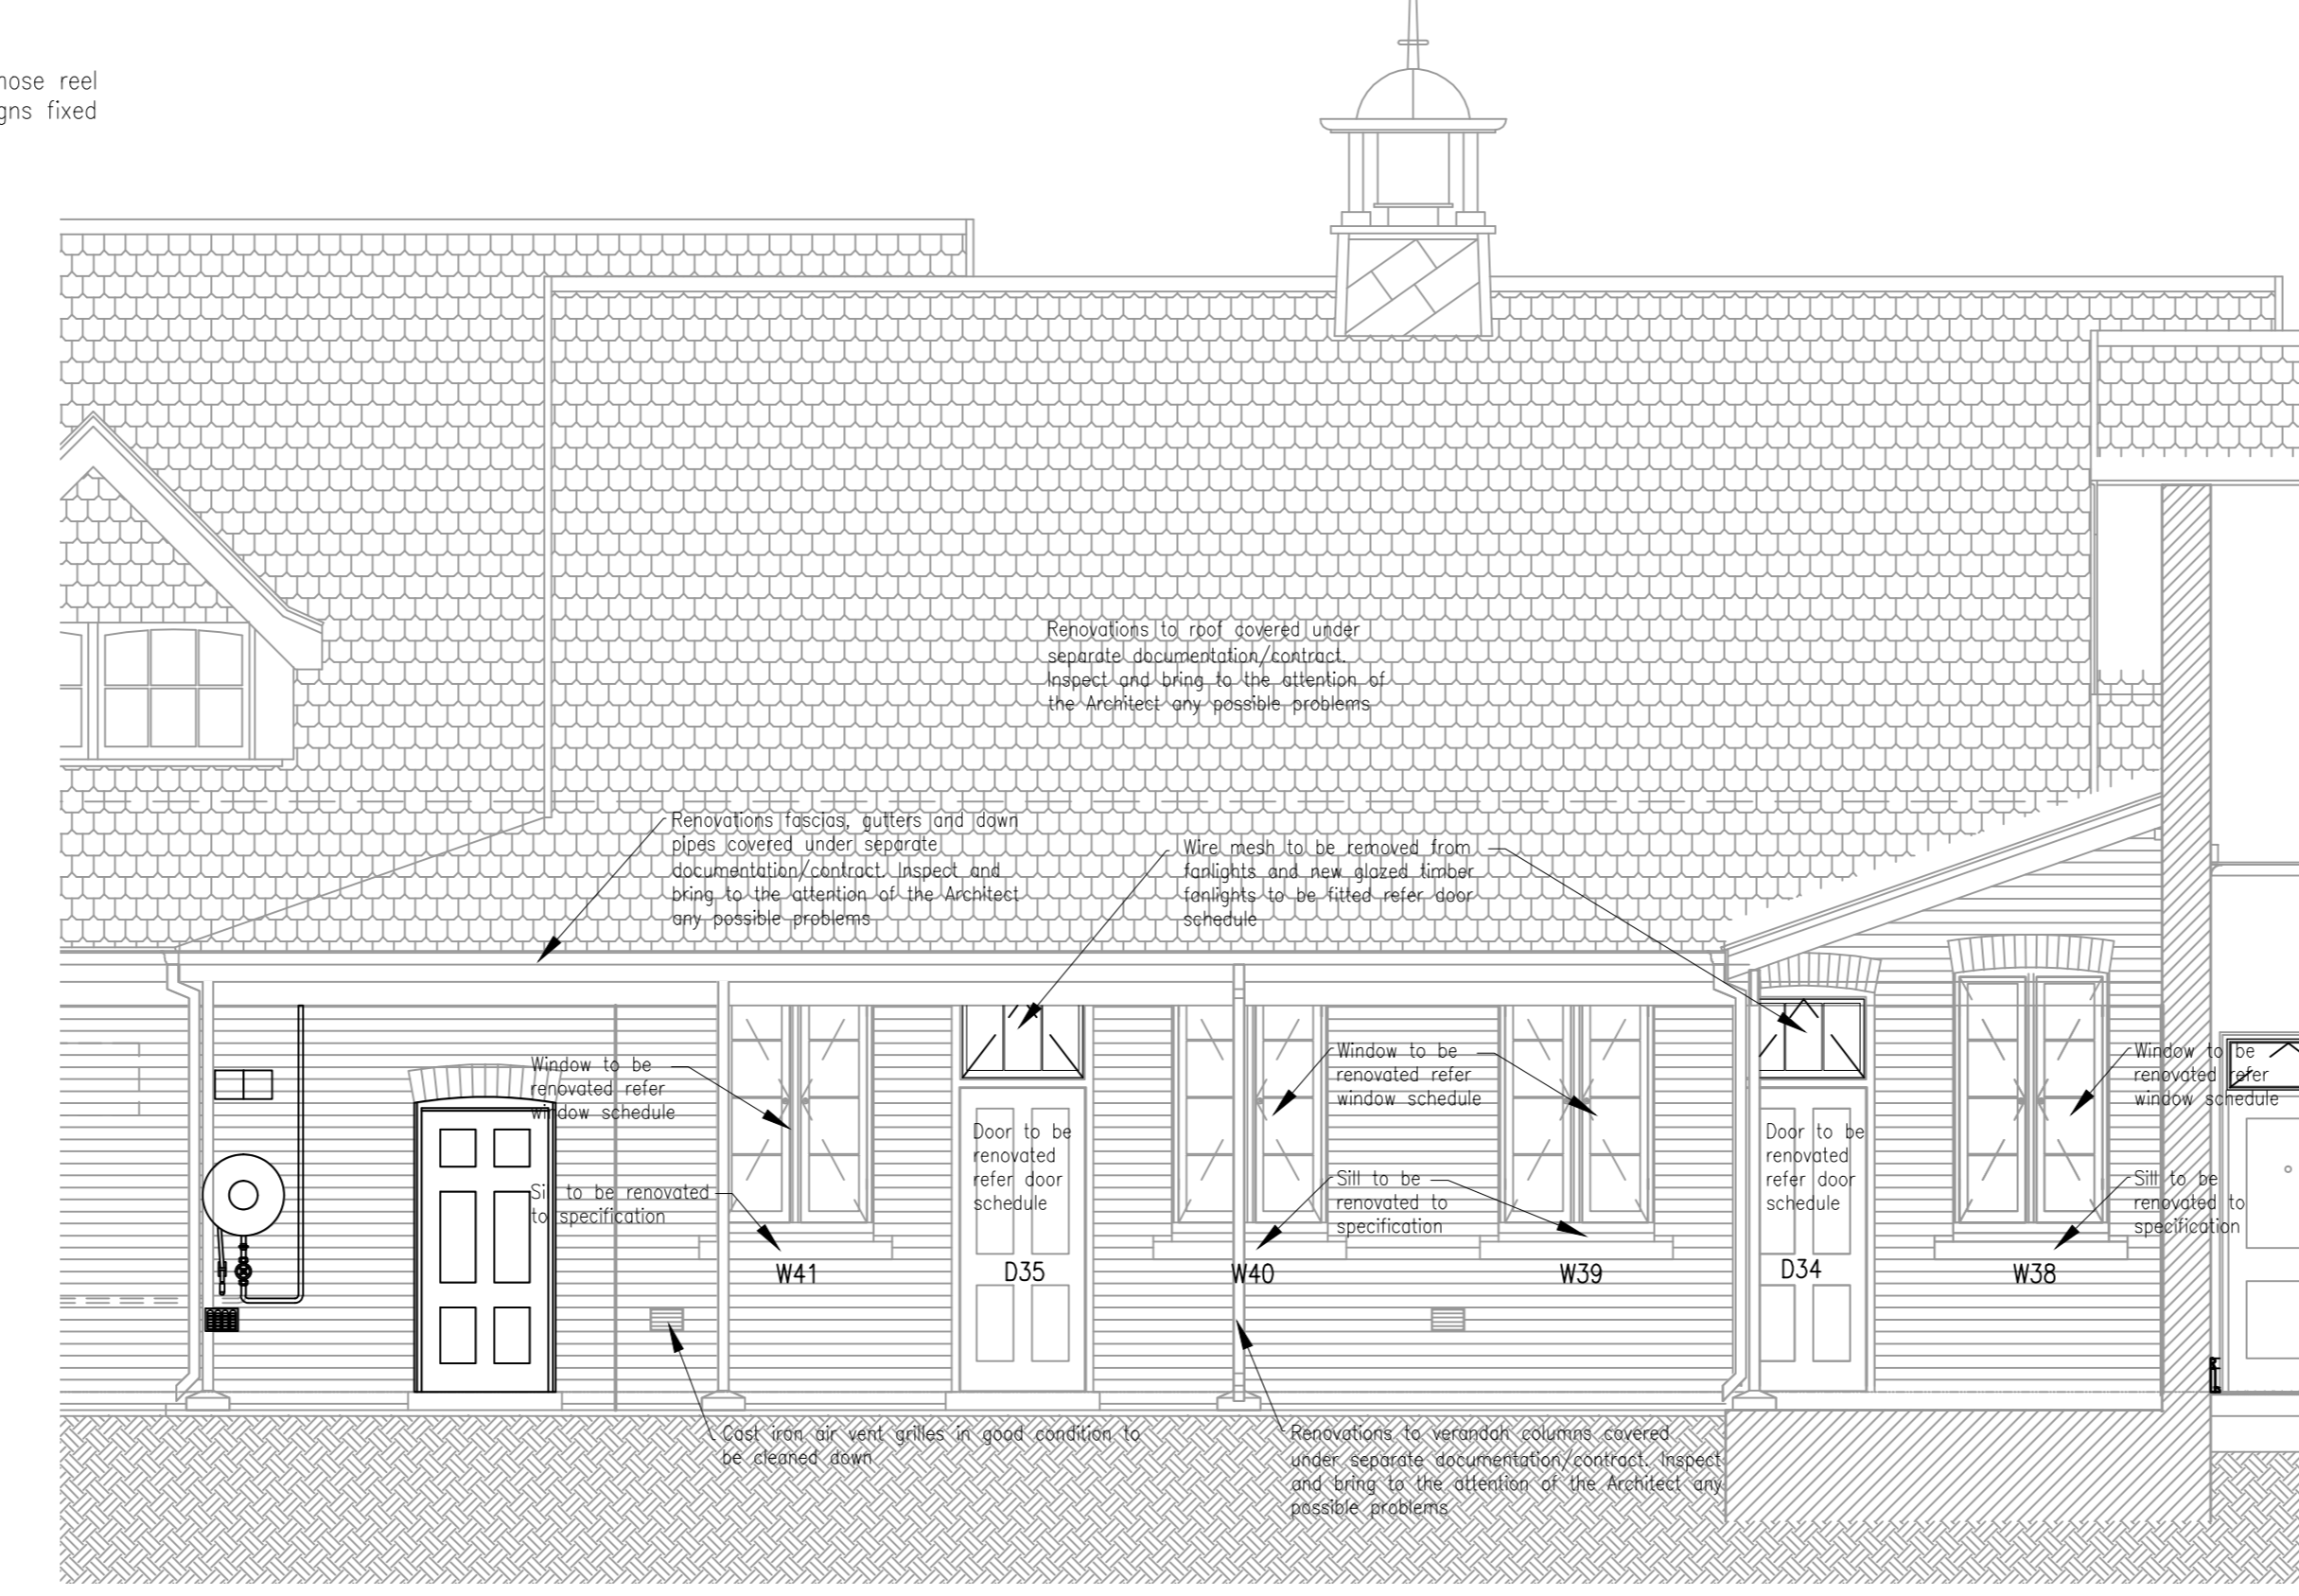 hose reel
gns fixed
Renovations to roof covered under
separate documentation/contract.
Inspect and bring to the attention of
the Architect any possible problems
Renovations fascias, gutters and down
pipes covered under separate
documentation/contract. Inspect and
bring to the attention of the Architect
any possible problems
Wire mesh to be removed from
fanlights and new glazed timber
fanlights to be fitted refer door
schedule
Window to be
renovated refer
window schedule
Sill to be renovated
to specification
Door to be
renovated
refer door
schedule
Window to be
renovated refer
window schedule
Sill to be
renovated to
specification
Door to be
renovated
refer door
schedule
Window to be
renovated refer
window schedule
Sill to be
renovated to
specification
W41
D35
W40
W39
D34
W38
Cast iron air vent grilles in good condition to
be cleaned down
Renovations to verandah columns covered
under separate documentation/contract. Inspect
and bring to the attention of the Architect any
possible problems